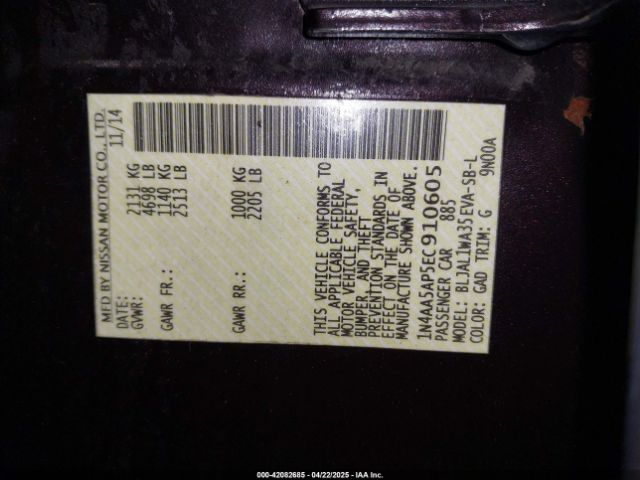 MFD BY NISSAN MOTOR CO., LTD.
DATE: 11/14
GVWR: 2131 KG
4698 LB
GAWR FR.: 1140 KG
2513 LB
GAWR RR.: 1000 KG
2205 LB
THIS VEHICLE CONFORMS TO
ALL APPLICABLE FEDERAL
MOTOR VEHICLE SAFETY,
BUMPER, AND THEFT
PREVENTION STANDARDS IN
EFFECT ON THE DATE OF
MANUFACTURE SHOWN ABOVE.
1N4AA5AP5EC910605
PASSENGER CAR 885
MODEL: BLJALIWA35EVA-SB-L
COLOR: GAD TRIM: G 9N00A
000-42082685 - 04/22/2025 - IAA Inc.